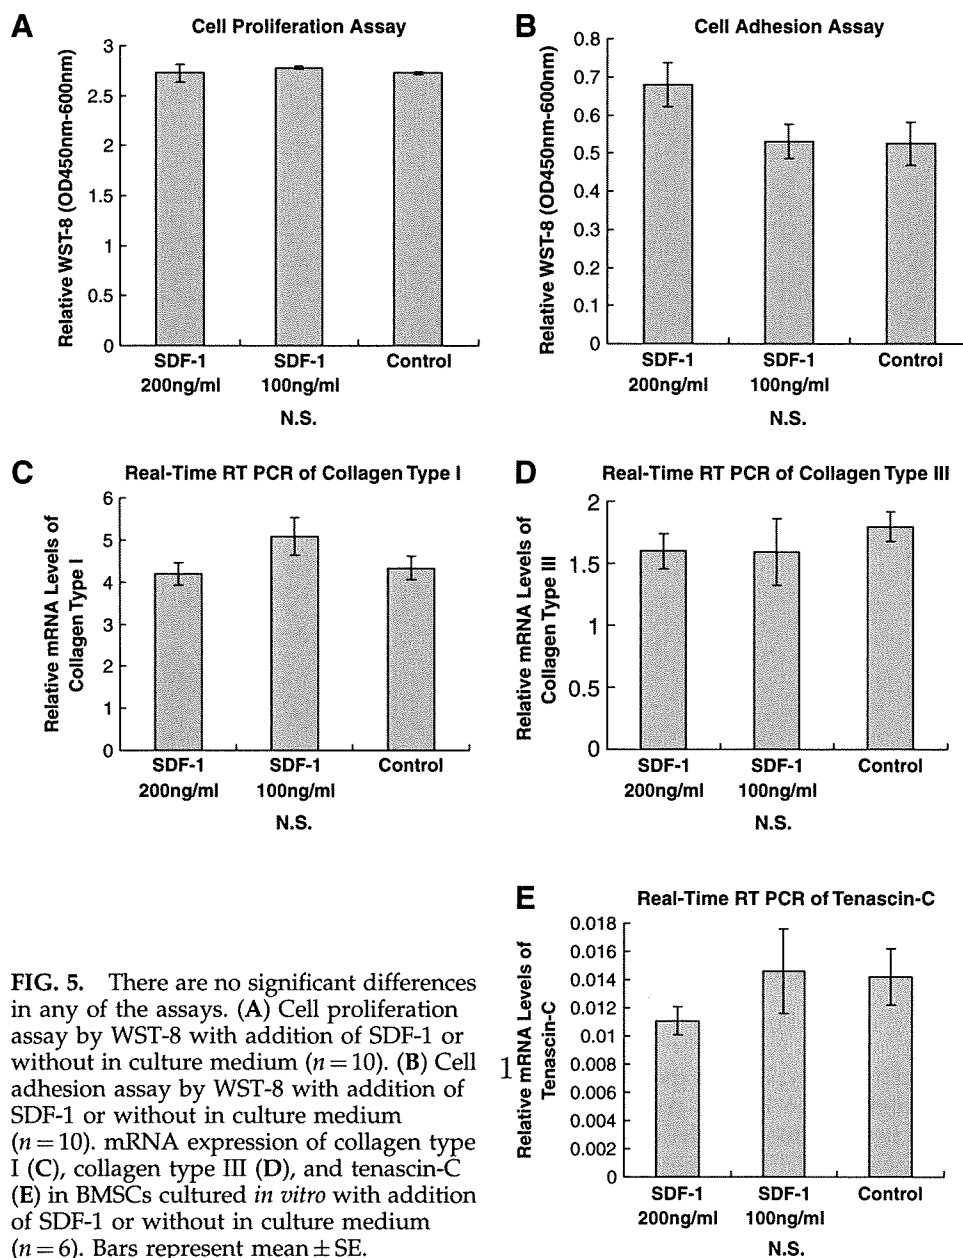 A
Cell Proliferation Assay
Relative WST-8 (OD450nm-600nm)
3
2.5
2
1.5
1
0.5
0
SDF-1 SDF-1 Control
200ng/ml 100ng/ml
N.S.
B
Cell Adhesion Assay
Relative WST-8 (OD450nm-600nm)
0.8
0.7
0.6
0.5
0.4
0.3
0.2
0.1
0
SDF-1 SDF-1 Control
200ng/ml 100ng/ml
N.S.
C
Real-Time RT PCR of Collagen Type I
Relative mRNA Levels of
Collagen Type I
6
5
4
3
2
1
0
SDF-1 SDF-1 Control
200ng/ml 100ng/ml
N.S.
D
Real-Time RT PCR of Collagen Type III
Relative mRNA Levels of
Collagen Type III
2
1.5
1
0.5
0
SDF-1 SDF-1 Control
200ng/ml 100ng/ml
N.S.
E
Real-Time RT PCR of Tenascin-C
Relative mRNA Levels of
Tenascin-C
0.018
0.016
0.014
0.012
0.01
0.008
0.006
0.004
0.002
0
SDF-1 SDF-1 Control
200ng/ml 100ng/ml
N.S.
1
FIG. 5. There are no significant differences
in any of the assays. (A) Cell proliferation
assay by WST-8 with addition of SDF-1 or
without in culture medium (n = 10). (B) Cell
adhesion assay by WST-8 with addition of
SDF-1 or without in culture medium
(n = 10). mRNA expression of collagen type
I (C), collagen type III (D), and tenascin-C
(E) in BMSCs cultured in vitro with addition
of SDF-1 or without in culture medium
(n = 6). Bars represent mean ± SE.